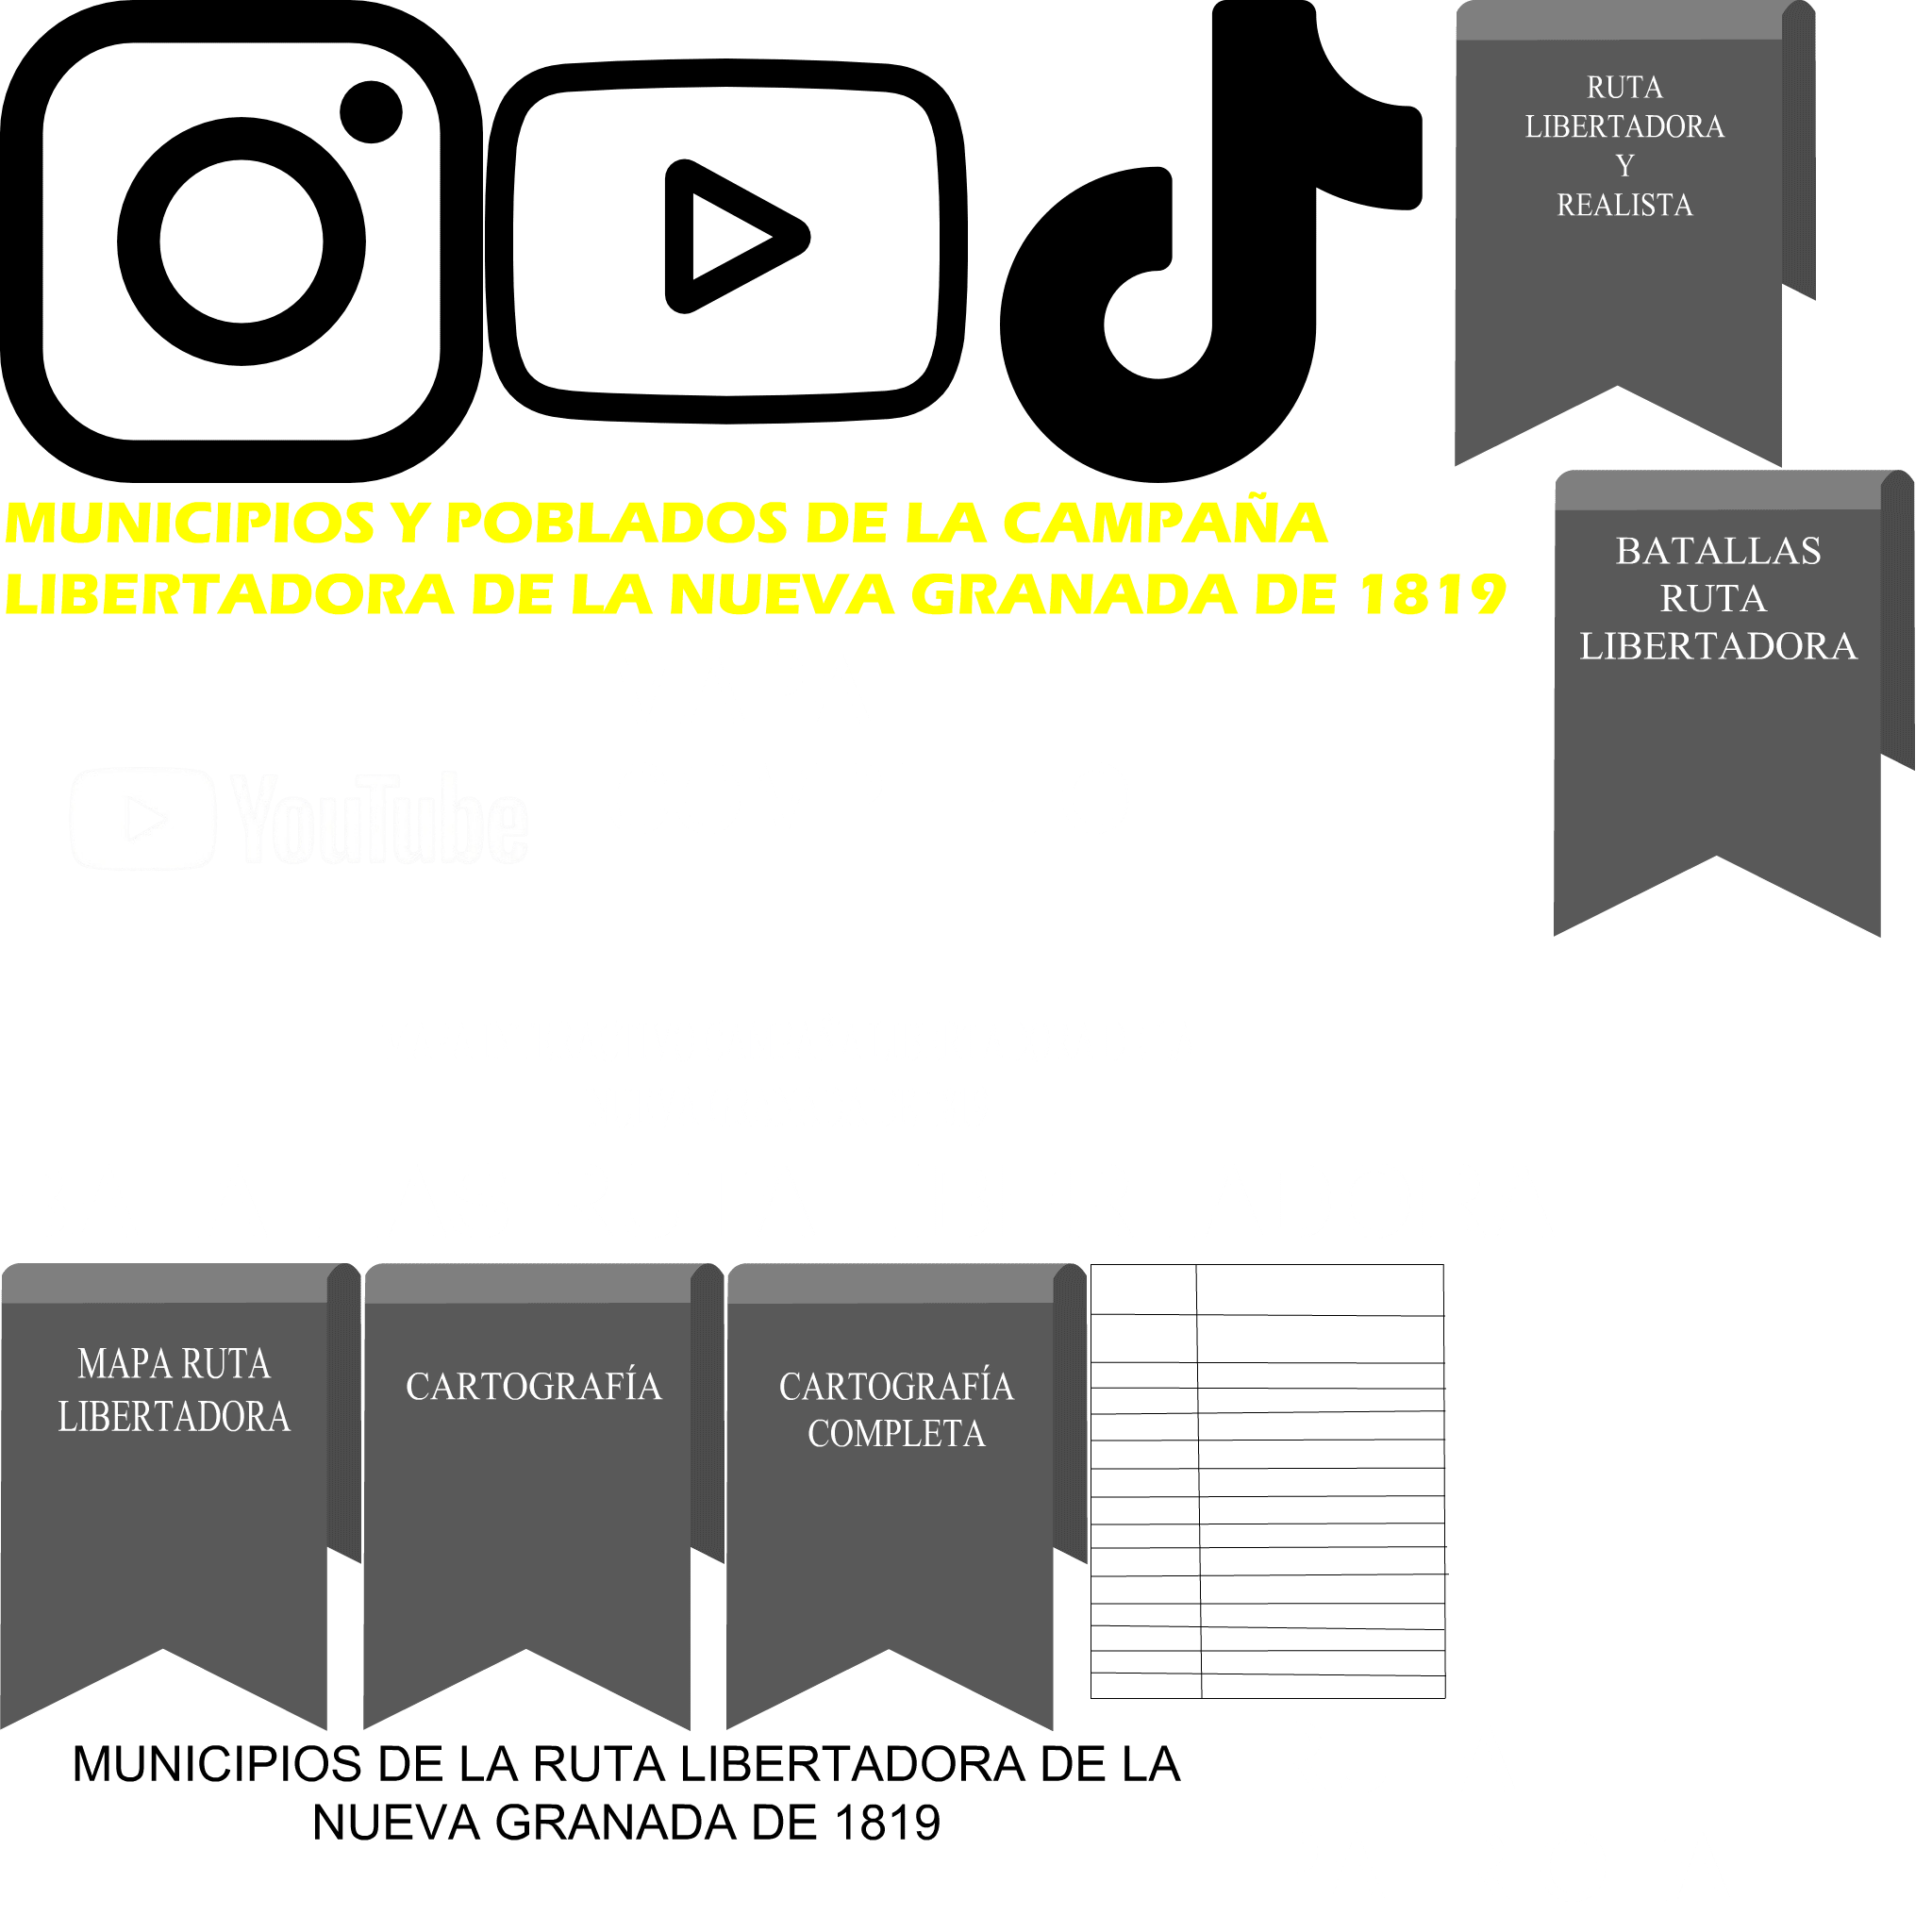 RUTA
LIBERTADORA
Y
REALISTA
MUNICIPIOS Y POBLADOS DE LA CAMPAÑA
LIBERTADORA DE LA NUEVA GRANADA DE 1819
BATALLAS
RUTA
LIBERTADORA
YouTube
MAPA RUTA
LIBERTADORA
CARTOGRAFÍA
CARTOGRAFÍA
COMPLETA
MUNICIPIOS DE LA RUTA LIBERTADORA DE LA
NUEVA GRANADA DE 1819